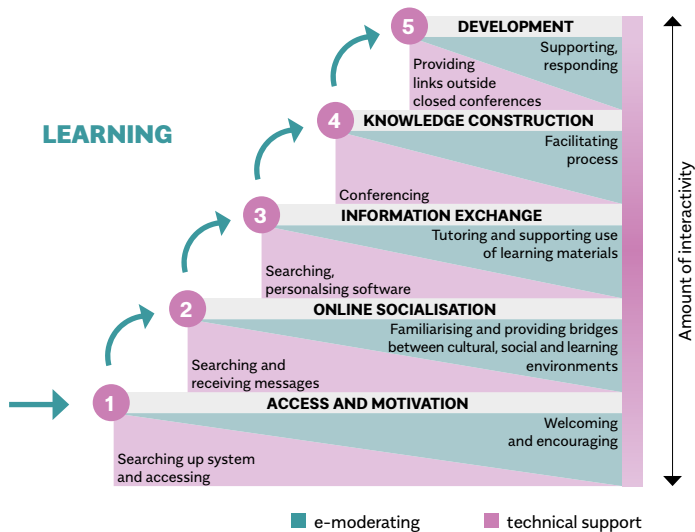 5
DEVELOPMENT
Supporting,
responding
Providing
links outside
closed conferences
LEARNING
4
KNOWLEDGE CONSTRUCTION
Facilitating
process
Conferencing
3
INFORMATION EXCHANGE
Tutoring and supporting use
of learning materials
Searching,
personalsing software
2
ONLINE SOCIALISATION
Familiarising and providing bridges
between cultural, social and learning
environments
Searching and
receiving messages
1
ACCESS AND MOTIVATION
Welcoming
and encouraging
Searching up system
and accessing
Amount of interactivity
e-moderating
technical support